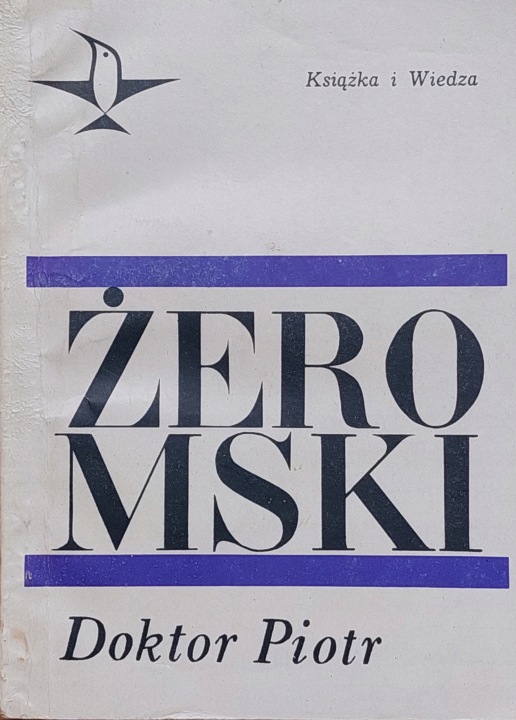 Książka i Wiedza
ŻERO
MSKI
Doktor Piotr